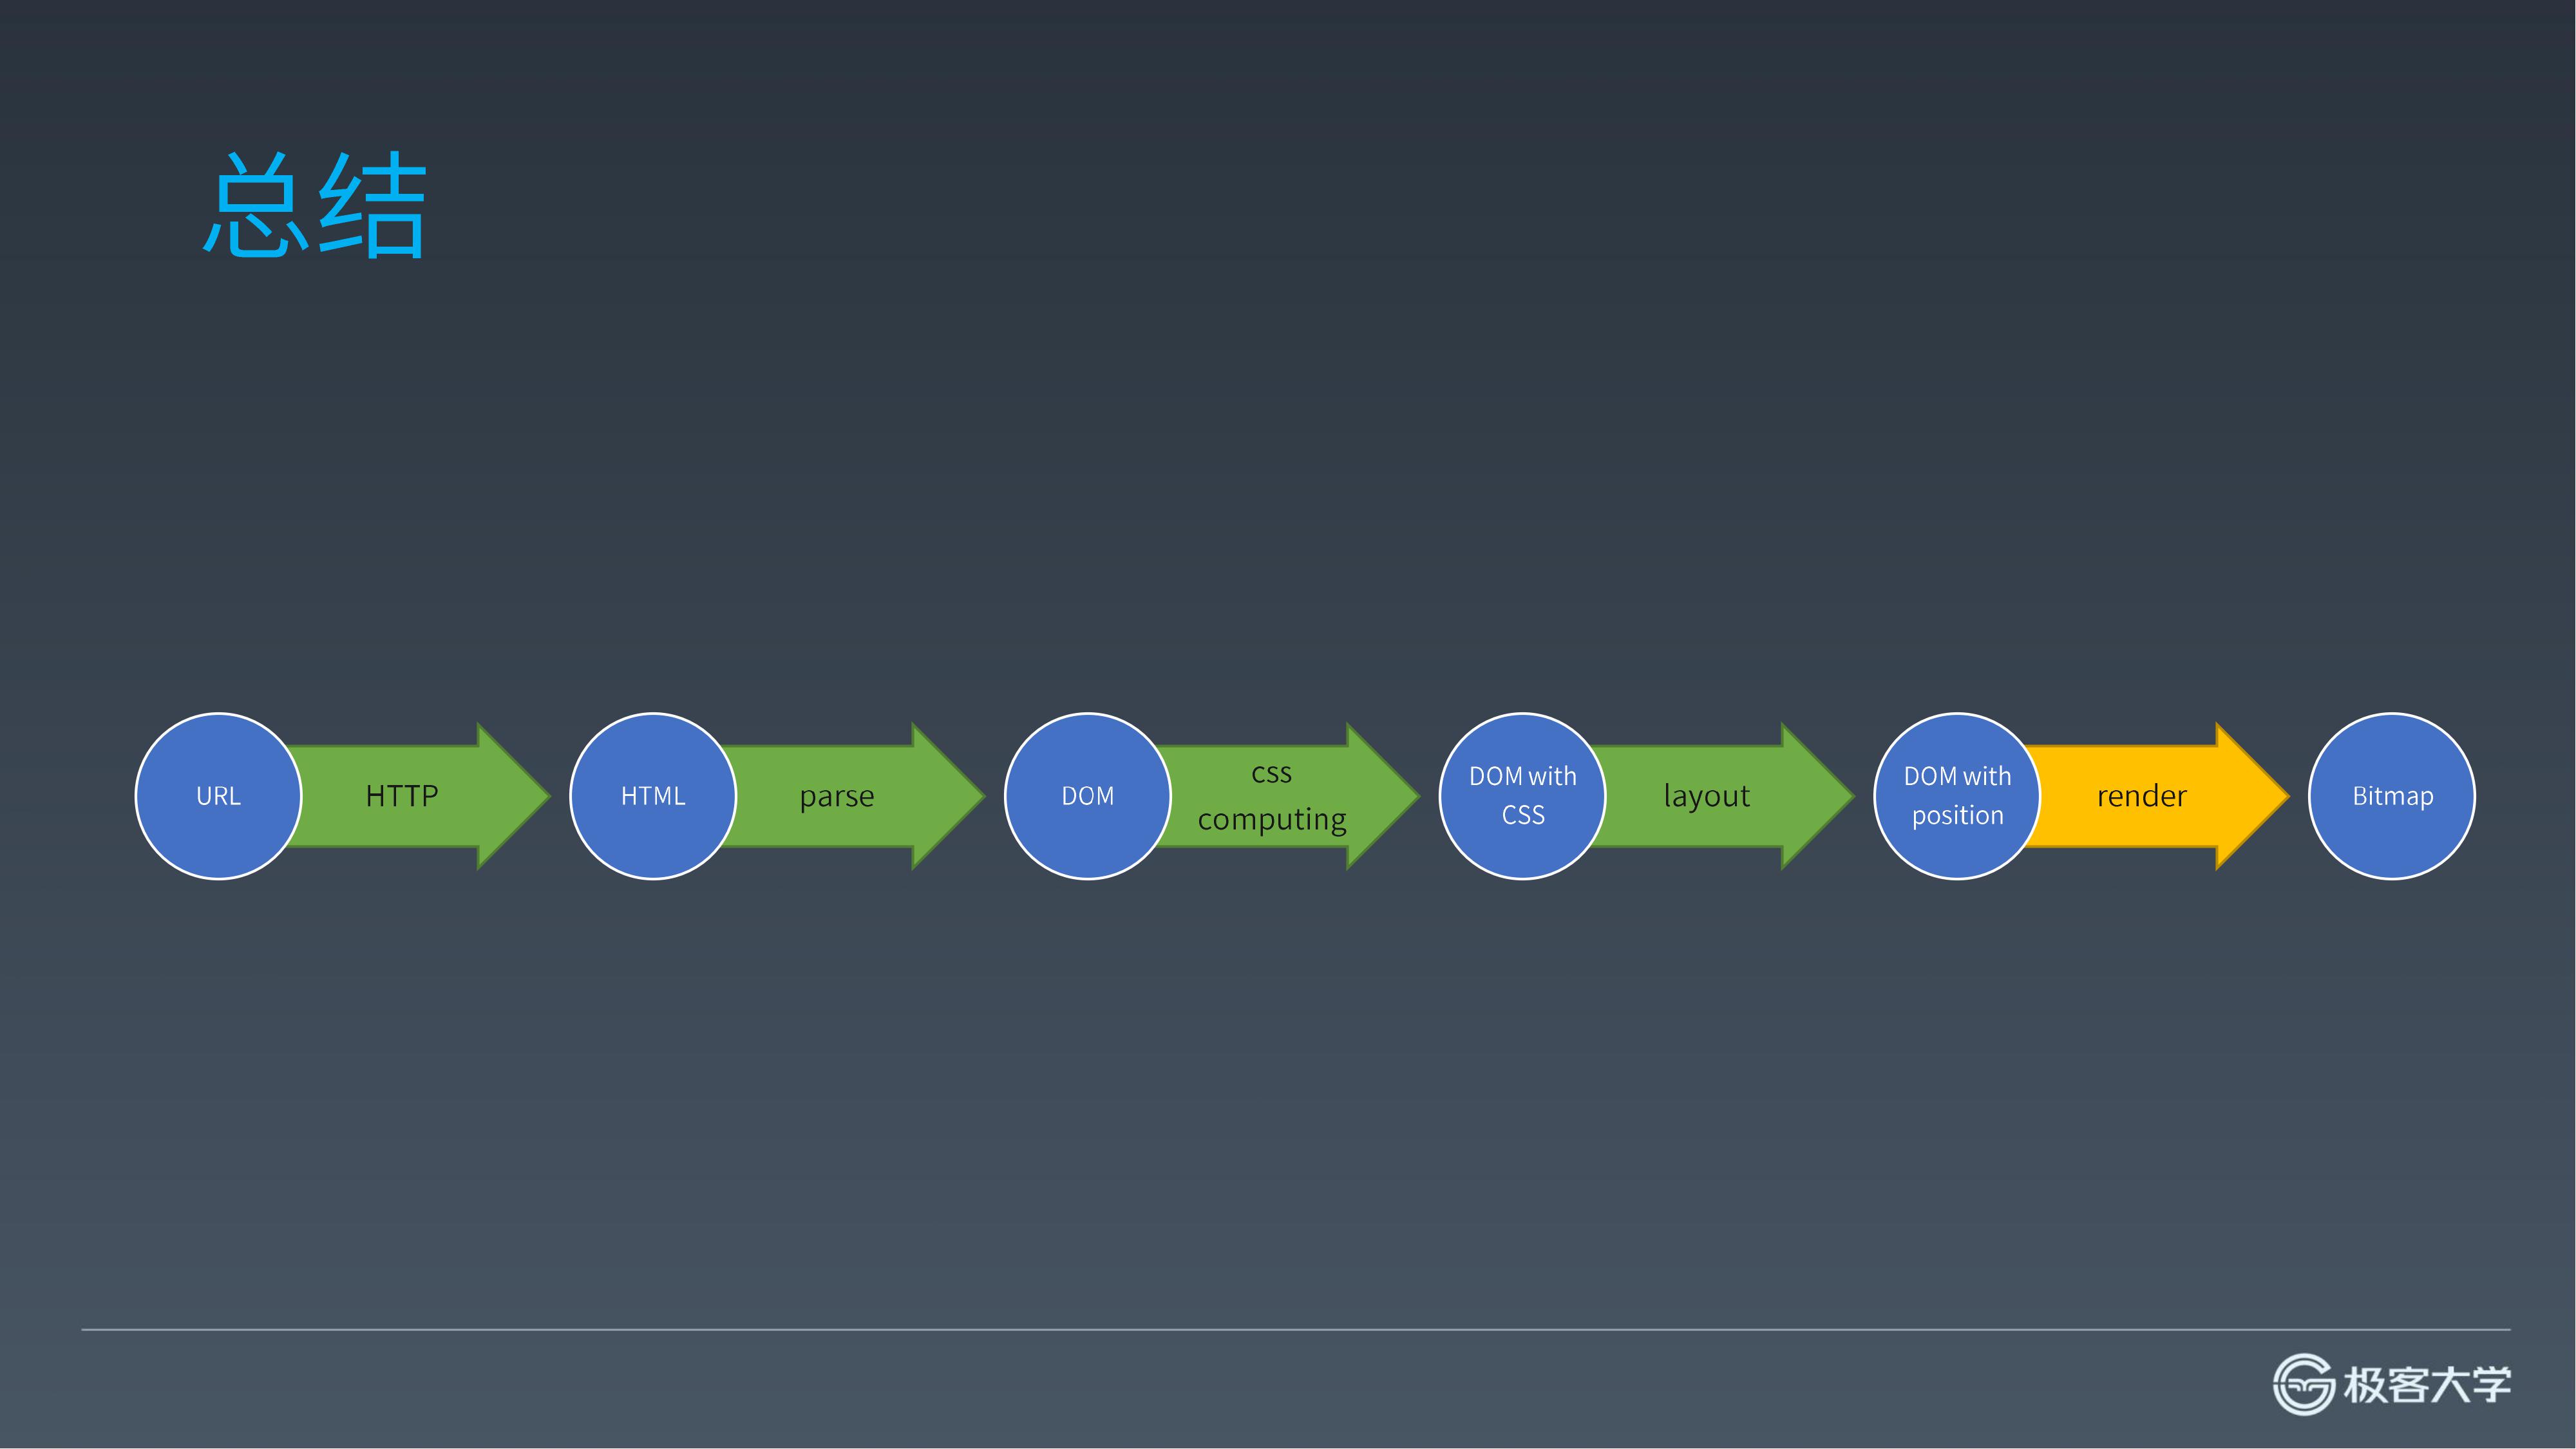 总结
URL
HTTP
HTML
parse
DOM
css
computing
DOM with
CSS
layout
DOM with
position
render
Bitmap
极客大学